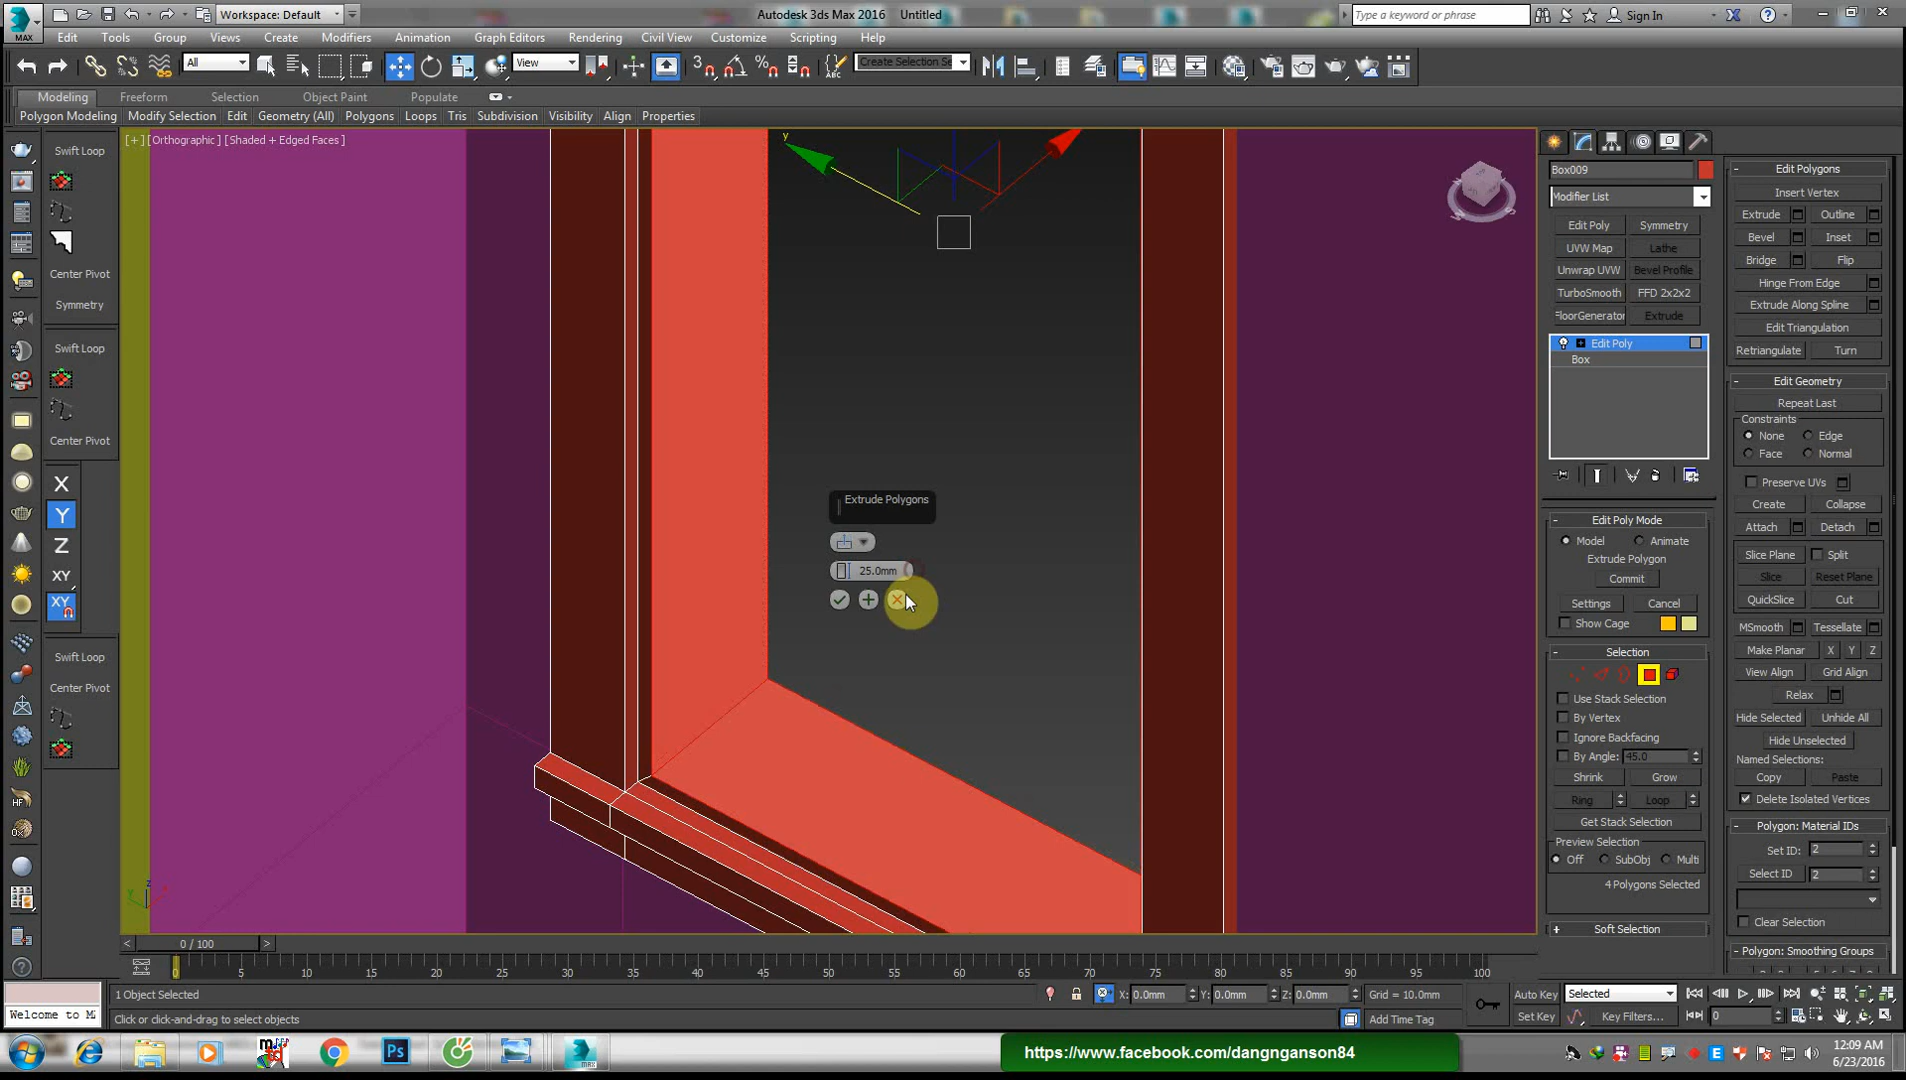 Workspace: Default
Autodesk 3ds Max 2016 Untitled
Type a keyword or phrase
Sign In
MAX
Edit Tools Group Views Create Modifiers Animation Graph Editors Rendering Civil View Customize Scripting Help
All
View
Create Selection Se
Modeling Freeform Selection Object Paint Populate
Polygon Modeling Modify Selection Edit Geometry (All) Polygons Loops Tris Subdivision Visibility Align Properties
[+] [Orthographic] [Shaded + Edged Faces]
Swift Loop
Center Pivot
Symmetry
Swift Loop
Center Pivot
X
Y
Z
XY
XY
Swift Loop
Center Pivot
y
Extrude Polygons
25.0mm
Box009
Modifier List
Edit Poly Symmetry
UVW Map Lathe
Unwrap UVW Bevel Profile
TurboSmooth FFD 2x2x2
FloorGenerator Extrude
Edit Poly
Box
Edit Poly Mode
Model Animate
Extrude Polygon
Commit
Settings Cancel
Show Cage
Selection
Use Stack Selection
By Vertex
Ignore Backfacing
By Angle: 45.0
Shrink Grow
Ring Loop
Get Stack Selection
Preview Selection
Off SubObj Multi
4 Polygons Selected
Soft Selection
Edit Polygons
Insert Vertex
Extrude Outline
Bevel Inset
Bridge Flip
Hinge From Edge
Extrude Along Spline
Edit Triangulation
Retriangulate Turn
Edit Geometry
Repeat Last
Constraints
None Edge
Face Normal
Preserve UVs
Create Collapse
Attach Detach
Slice Plane Split
Slice Reset Plane
QuickSlice Cut
MSmooth Tessellate
Make Planar X Y Z
View Align Grid Align
Relax
Hide Selected Unhide All
Hide Unselected
Named Selections:
Copy Paste
Delete Isolated Vertices
Polygon: Material IDs
Set ID: 2
Select ID 2
Clear Selection
Polygon: Smoothing Groups
0 / 100
0 5 10 15 20 25 30 35 40 45 50 55 60 65 70 75 80 85 90 95 100
1 Object Selected
X: 0.0mm Y: 0.0mm Z: 0.0mm Grid = 10.0mm
Auto Key Selected
Welcome to M
Click or click-and-drag to select objects
Add Time Tag
Set Key Key Filters... 0
https://www.facebook.com/dangnganson84
12:09 AM
6/23/2016